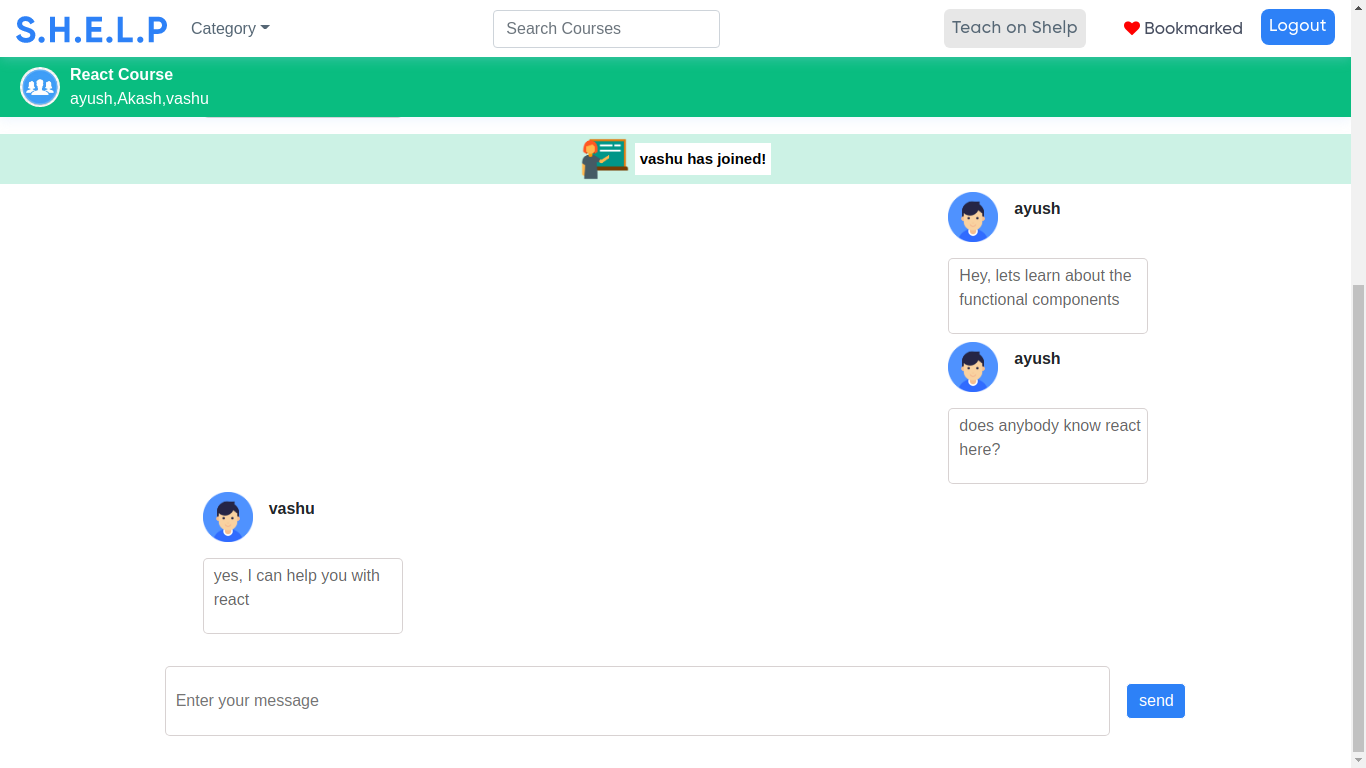 S.H.E.L.P
Category
Search Courses
Teach on Shelp
Bookmarked
Logout
React Course
ayush,Akash,vashu
vashu has joined!
ayush
Hey, lets learn about the
functional components
ayush
does anybody know react
here?
vashu
yes, I can help you with
react
Enter your message
send